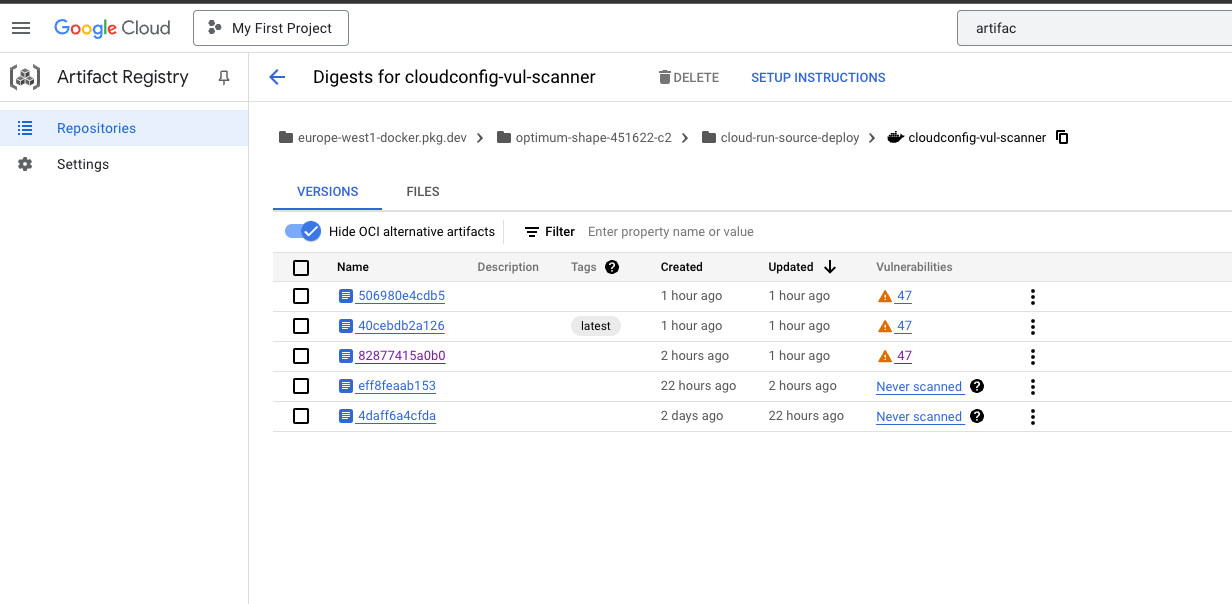 Google Cloud My First Project artifac
Artifact Registry Digests for cloudconfig-vul-scanner DELETE SETUP INSTRUCTIONS
Repositories
Settings
europe-west1-docker.pkg.dev optimum-shape-451622-c2 cloud-run-source-deploy cloudconfig-vul-scanner
VERSIONS FILES
Hide OCI alternative artifacts Filter Enter property name or value
Name Description Tags ? Created Updated Vulnerabilities
506980e4cdb5 1 hour ago 1 hour ago 47
40cebdb2a126 latest 1 hour ago 1 hour ago 47
82877415a0b0 2 hours ago 1 hour ago 47
eff8feaab153 22 hours ago 2 hours ago Never scanned ?
4daff6a4cfda 2 days ago 22 hours ago Never scanned ?